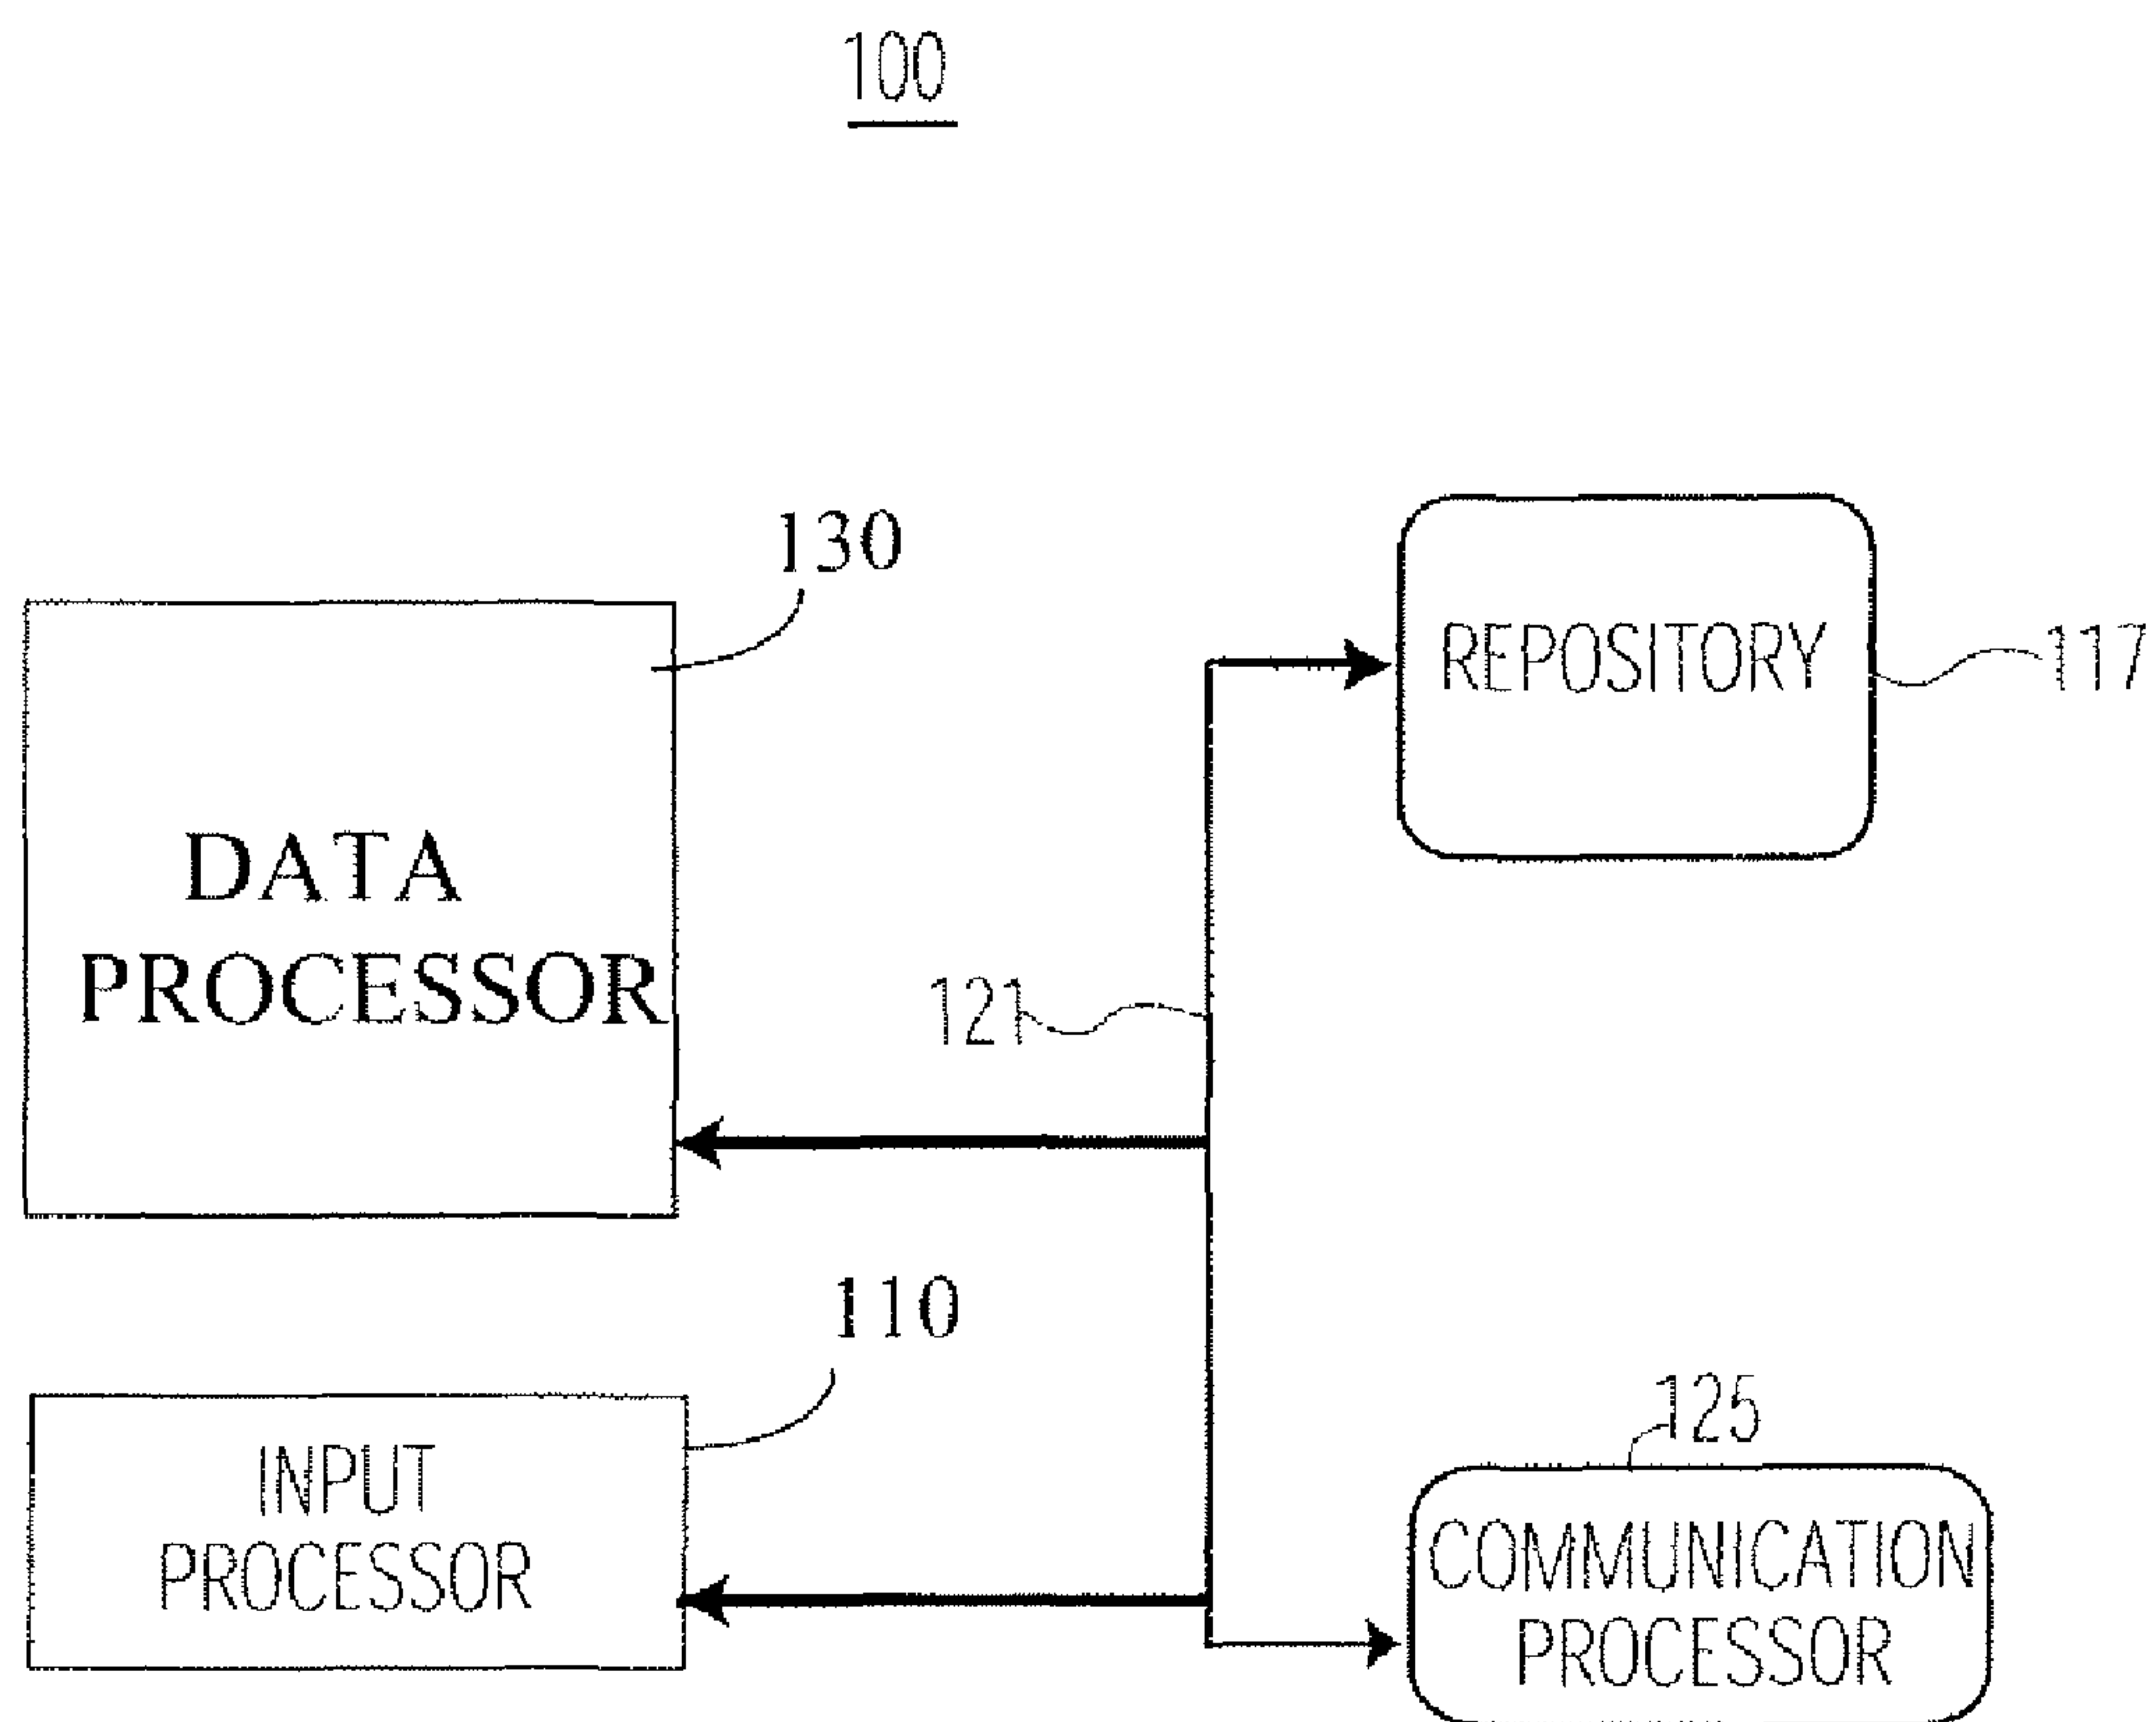 100
130
REPOSITORY
117
DATA
PROCESSOR
121
110
125
INPUT
PROCESSOR
COMMUNICATION
PROCESSOR